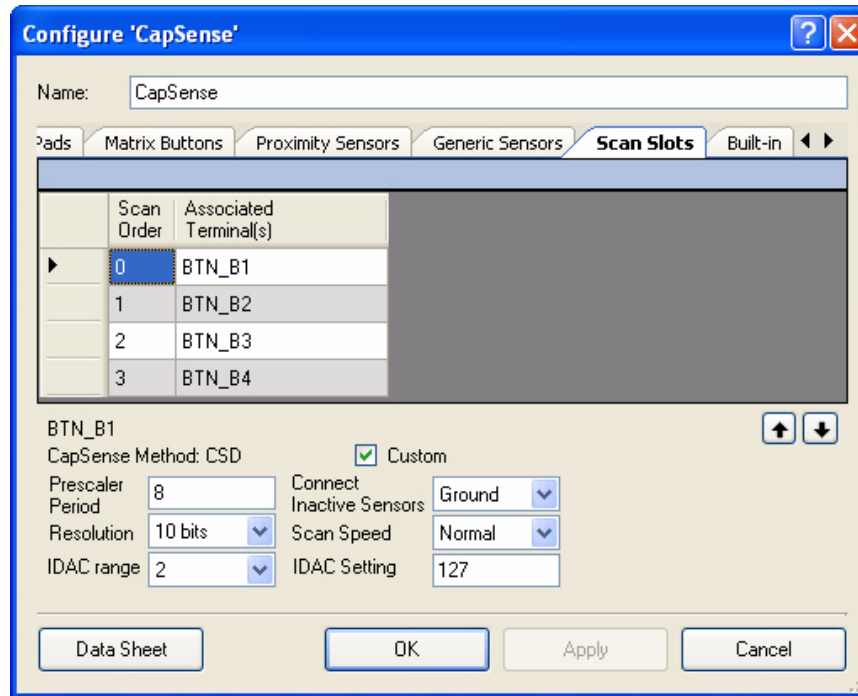 Configure 'CapSense'
Name: CapSense
Pads Matrix Buttons Proximity Sensors Generic Sensors Scan Slots Built-in
Scan Order Associated Terminal(s)
0 BTN_B1
1 BTN_B2
2 BTN_B3
3 BTN_B4
BTN_B1
CapSense Method: CSD Custom
Prescaler Period 8 Connect Inactive Sensors Ground
Resolution 10 bits Scan Speed Normal
IDAC range 2 IDAC Setting 127
Data Sheet OK Apply Cancel